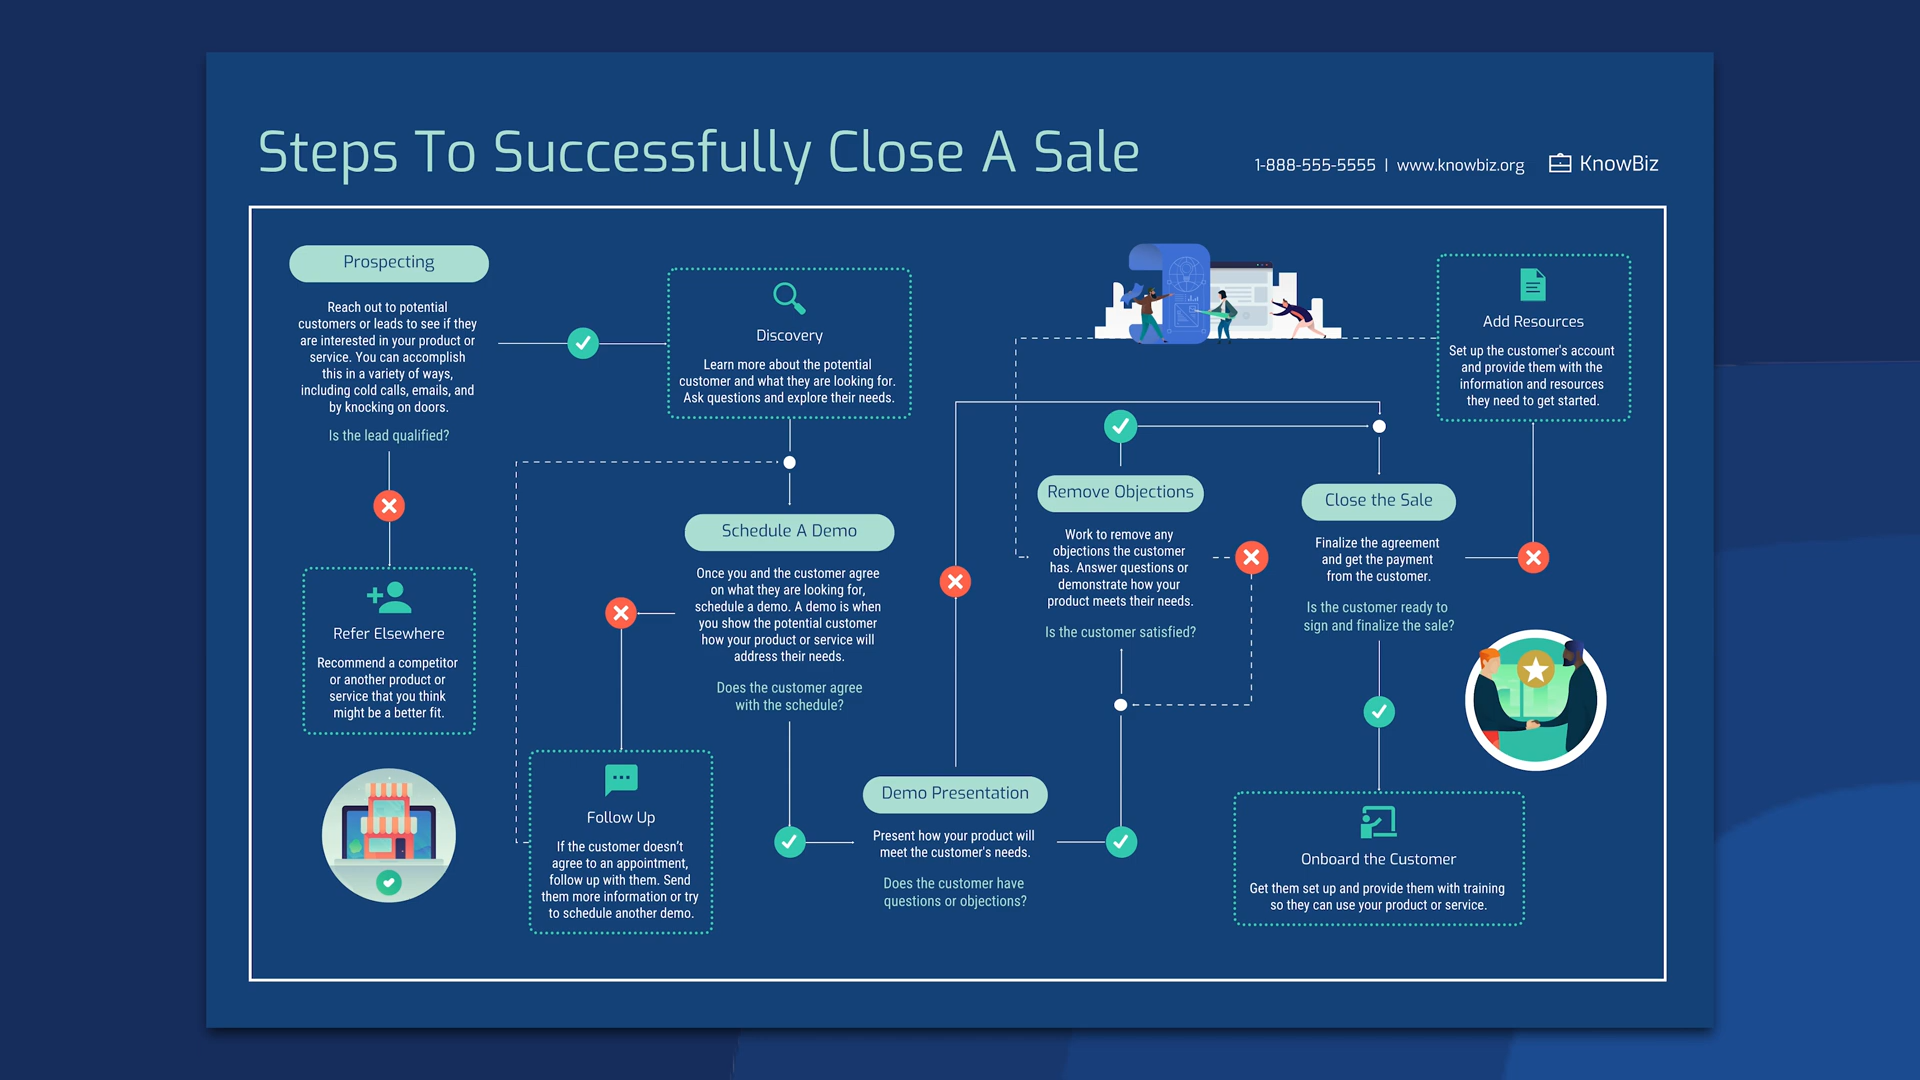 Steps To Successfully Close A Sale
1-888-555-5555 | www.knowbiz.org
KnowBiz
Prospecting
Reach out to potential
customers or leads to see if they
are interested in your product or
service. You can accomplish
this in a variety of ways,
including cold calls, emails, and
by knocking on doors.
Is the lead qualified?
Refer Elsewhere
Recommend a competitor
or another product or
service that you think
might be a better fit.
Discovery
Learn more about the potential
customer and what they are looking for.
Ask questions and explore their needs.
Schedule A Demo
Once you and the customer agree
on what they are looking for,
schedule a demo. A demo is when
you show the potential customer
how your product or service will
address their needs.
Does the customer agree
with the schedule?
Follow Up
If the customer doesn't
agree to an appointment,
follow up with them. Send
them more information or try
to schedule another demo.
Demo Presentation
Present how your product will
meet the customer's needs.
Does the customer have
questions or objections?
Remove Objections
Work to remove any
objections the customer
has. Answer questions or
demonstrate how your
product meets their needs.
Is the customer satisfied?
Close the Sale
Finalize the agreement
and get the payment
from the customer.
Is the customer ready to
sign and finalize the sale?
Add Resources
Set up the customer's account
and provide them with the
information and resources
they need to get started.
Onboard the Customer
Get them set up and provide them with training
so they can use your product or service.